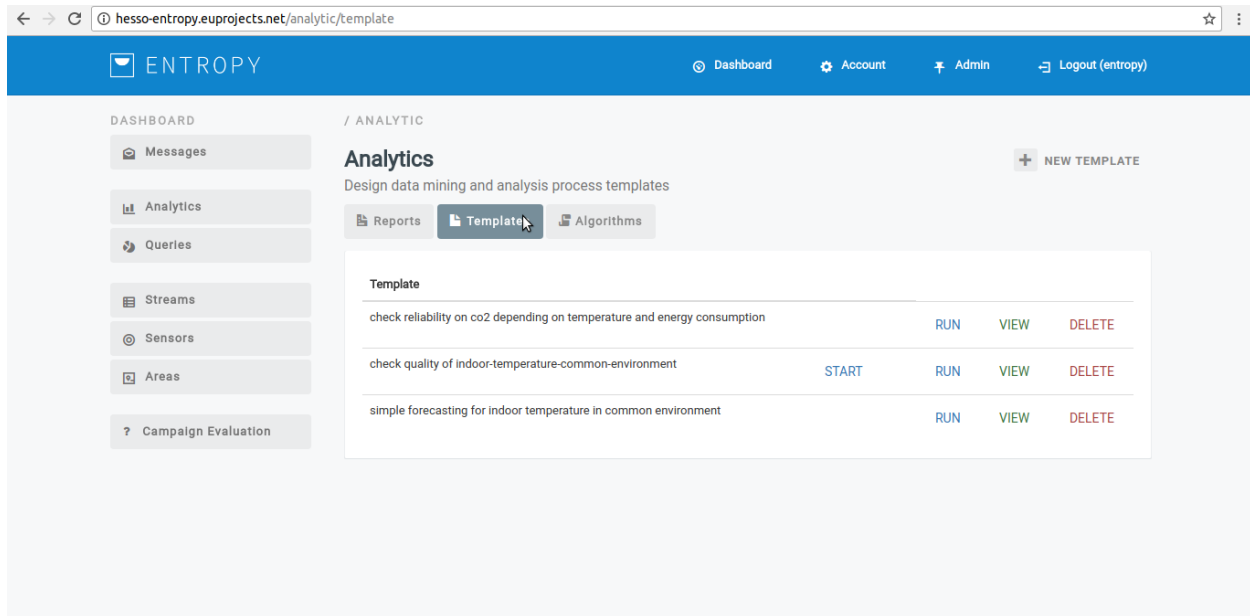 hesso-entropy.euprojects.net/analytic/template
ENTROPY
Dashboard
Account
Admin
Logout (entropy)
DASHBOARD
Messages
Analytics
Queries
Streams
Sensors
Areas
? Campaign Evaluation
/ ANALYTIC
Analytics
Design data mining and analysis process templates
+ NEW TEMPLATE
Reports
Template
Algorithms
Template
check reliability on co2 depending on temperature and energy consumption
RUN VIEW DELETE
check quality of indoor-temperature-common-environment
START RUN VIEW DELETE
simple forecasting for indoor temperature in common environment
RUN VIEW DELETE